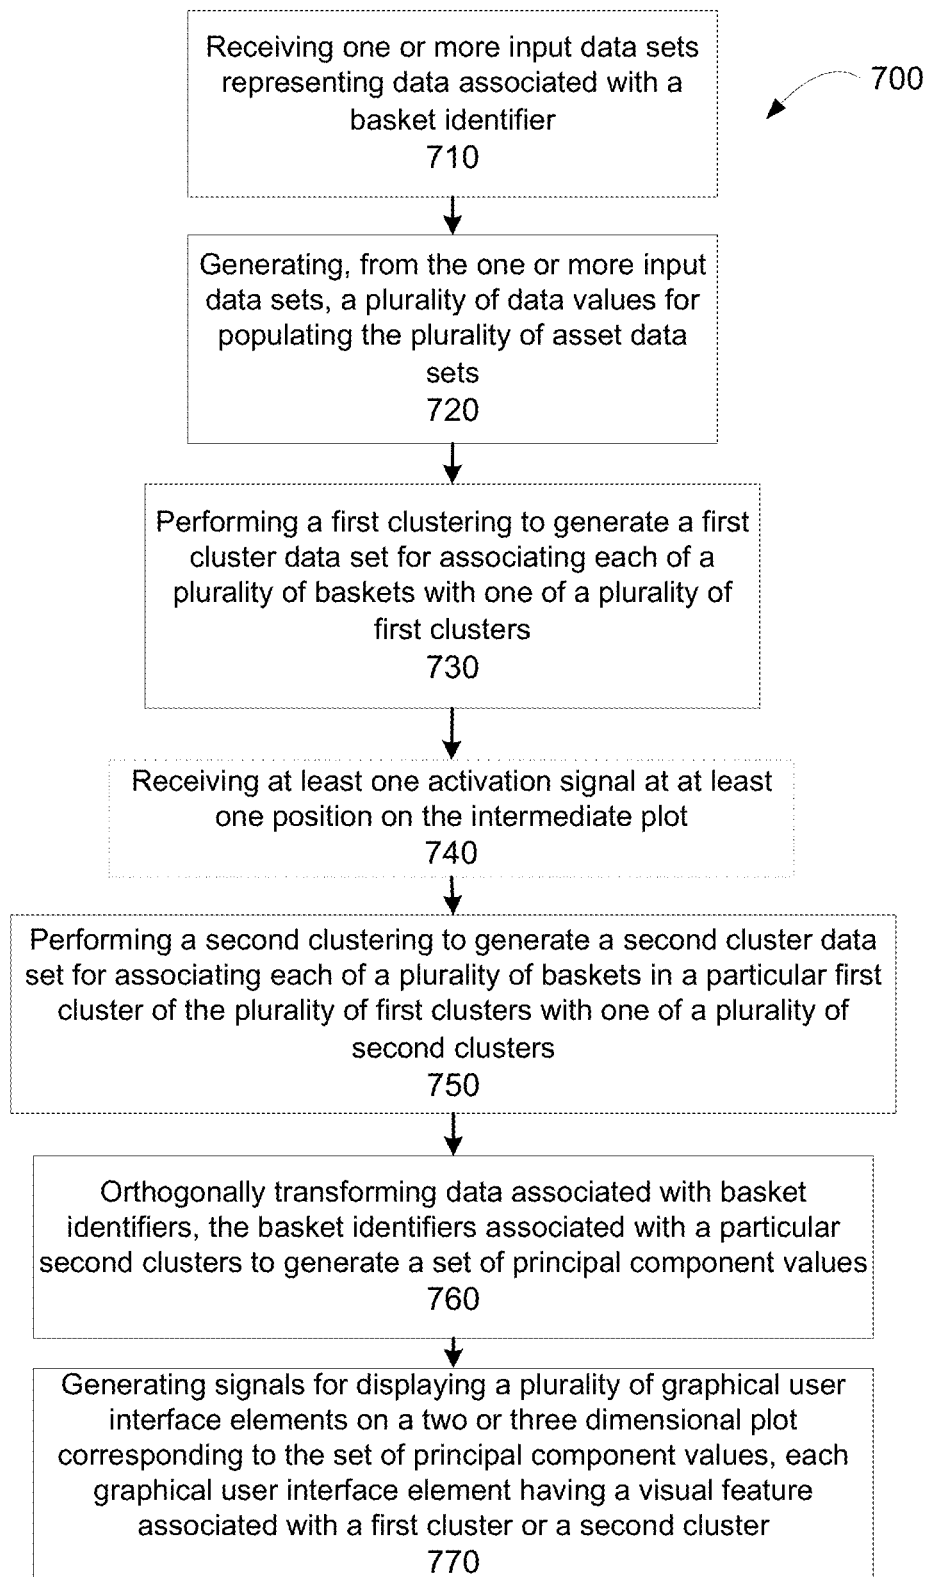 Receiving one or more input data sets
representing data associated with a
basket identifier
710
700
Generating, from the one or more input
data sets, a plurality of data values for
populating the plurality of asset data
sets
720
Performing a first clustering to generate a first
cluster data set for associating each of a
plurality of baskets with one of a plurality of
first clusters
730
Receiving at least one activation signal at at least
one position on the intermediate plot
740
Performing a second clustering to generate a second cluster data
set for associating each of a plurality of baskets in a particular first
cluster of the plurality of first clusters with one of a plurality of
second clusters
750
Orthogonally transforming data associated with basket
identifiers, the basket identifiers associated with a particular
second clusters to generate a set of principal component values
760
Generating signals for displaying a plurality of graphical user
interface elements on a two or three dimensional plot
corresponding to the set of principal component values, each
graphical user interface element having a visual feature
associated with a first cluster or a second cluster
770